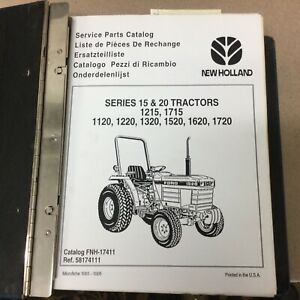 Service Parts Catalog
Liste de Pièces De Rechange
Ersatzteilliste
Catalogo Pezzi di Ricambio
Onderdelenlijst
NEW HOLLAND
SERIES 15 & 20 TRACTORS
1215, 1715
1120, 1220, 1320, 1520, 1620, 1720
FORD
Catalog FNH-17411
Ref. 58174111
Printed in the U.S.A.